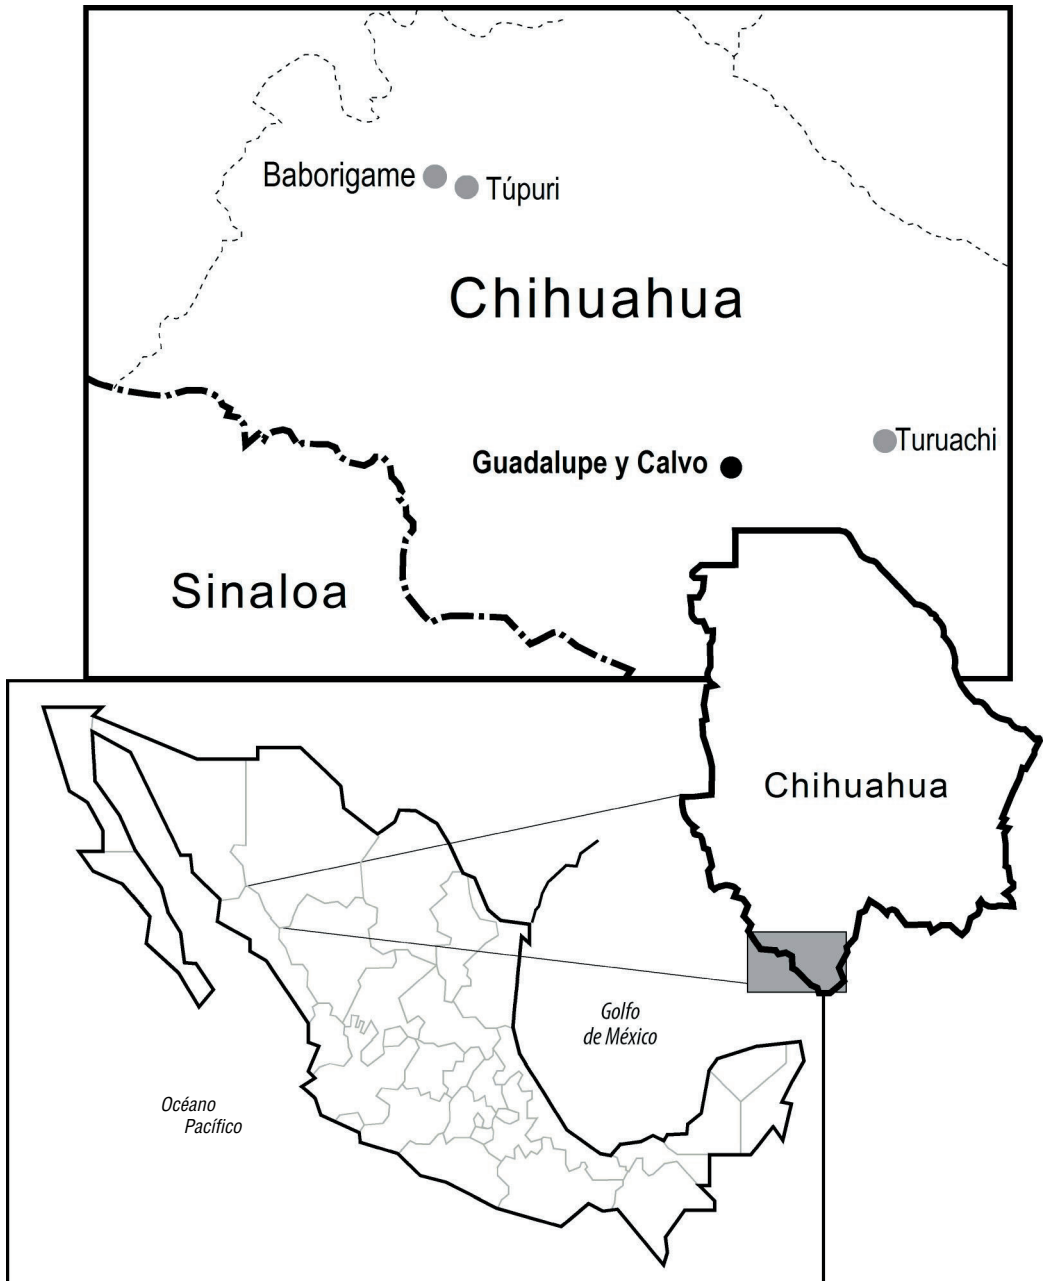 Baborigame
Túpuri
Chihuahua
Turuachi
Guadalupe y Calvo
Sinaloa
Chihuahua
Golfo
de México
Océano
Pacífico